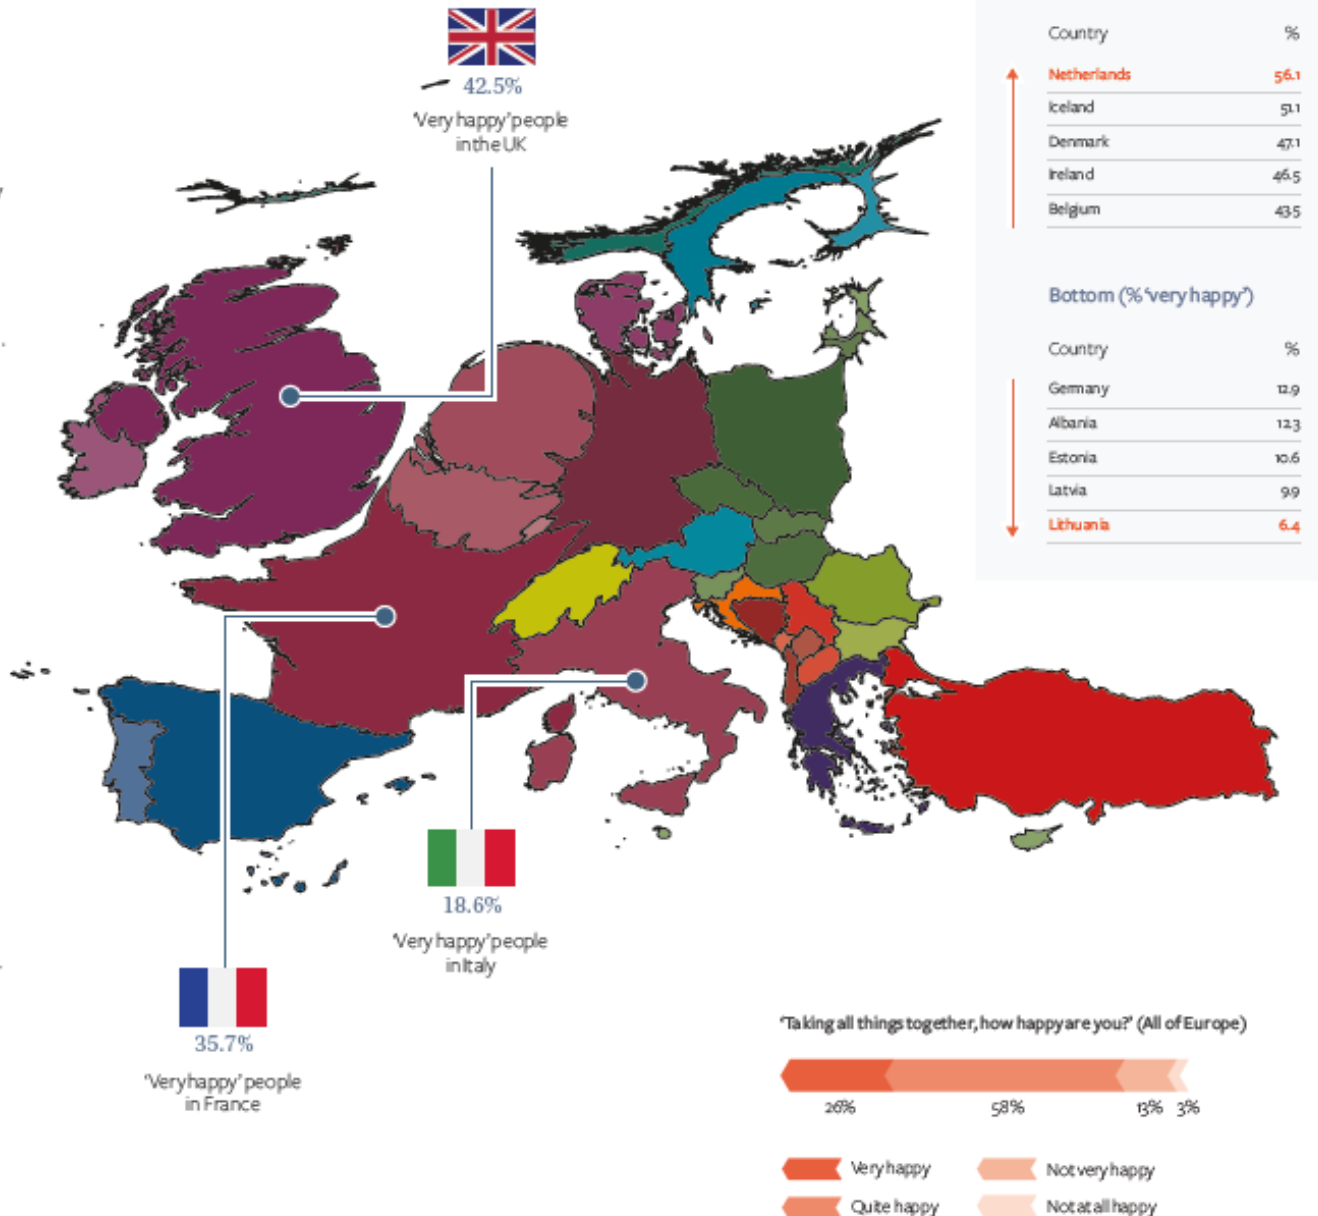 42.5%
'Very happy' people
in the UK
Country %
Netherlands 56.1
Iceland 51.1
Denmark 47.1
Ireland 46.5
Belgium 43.5
Bottom (% 'very happy')
Country %
Germany 12.9
Albania 12.3
Estonia 10.6
Latvia 9.9
Lithuania 6.4
18.6%
'Very happy' people
in Italy
35.7%
'Very happy' people
in France
'Taking all things together, how happy are you?' (All of Europe)
26% 58% 13% 3%
Very happy Not very happy
Quite happy Not at all happy